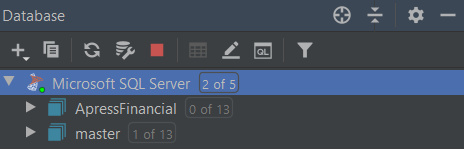 Database
QL
Microsoft SQL Server 2 of 5
ApressFinancial 0 of 13
master 1 of 13